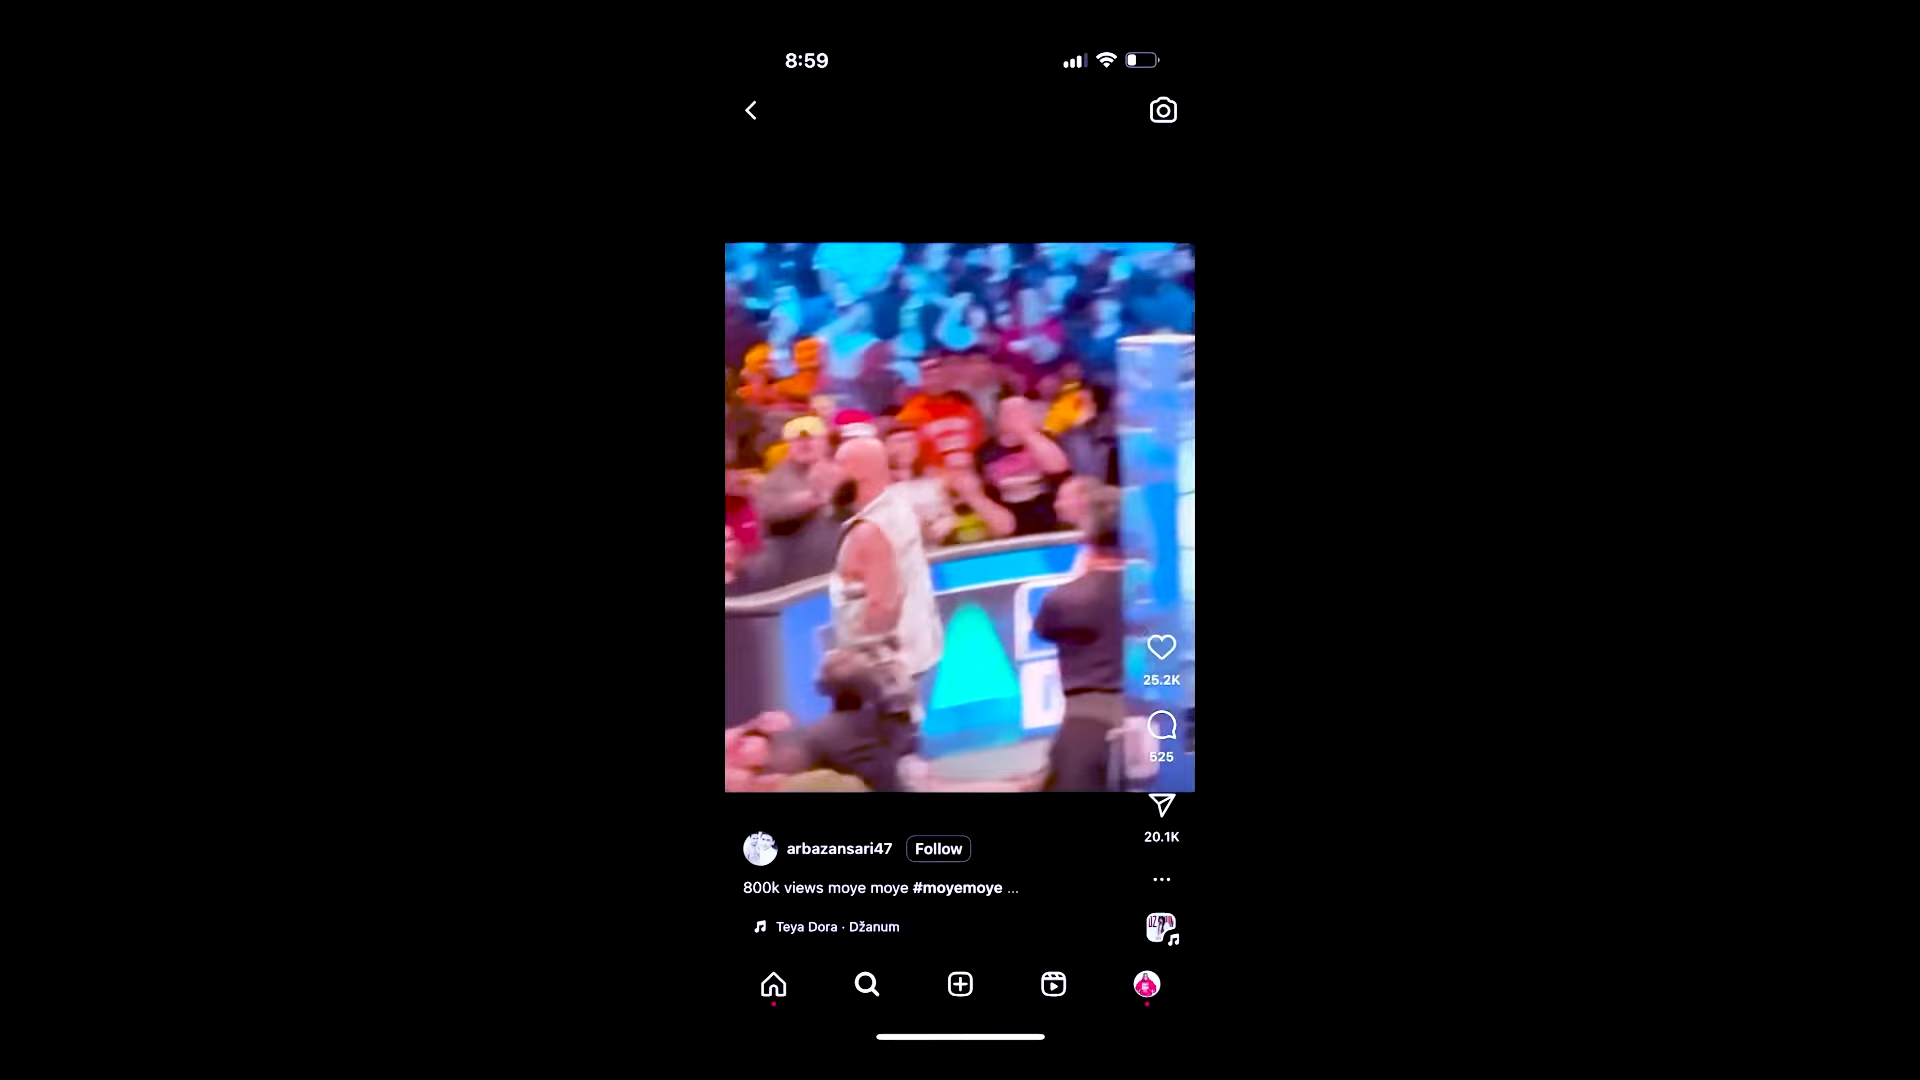 8:59
25.2K
525
20.1K
arbazansari47 Follow
800k views moye moye #moyemoye ...
Teya Dora · Džanum